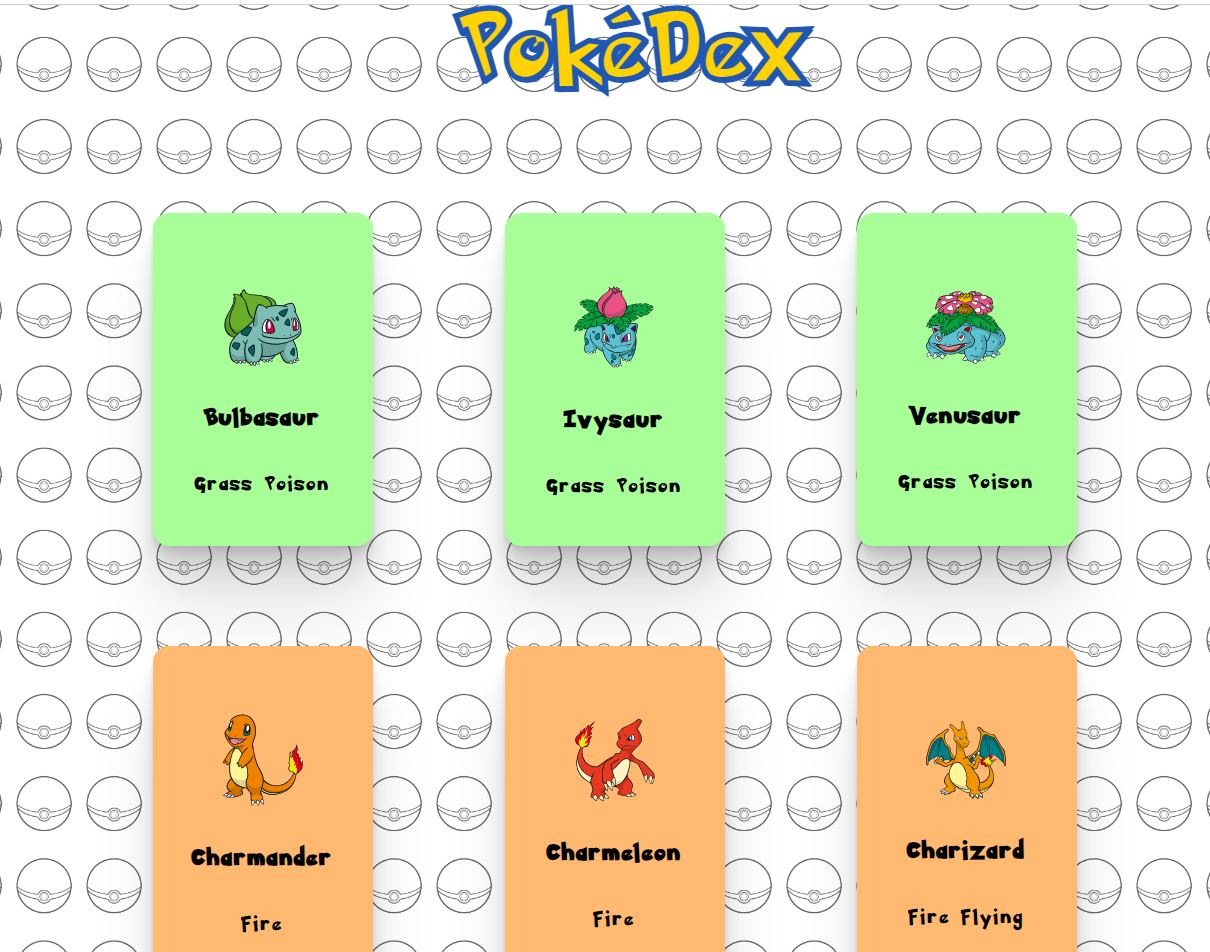 PokéDex
Bulbasaur
Ivysaur
Venusaur
Grass Poison
Grass Poison
Grass Poison
Charmander
Charmeleon
Charizard
Fire
Fire
Fire Flying